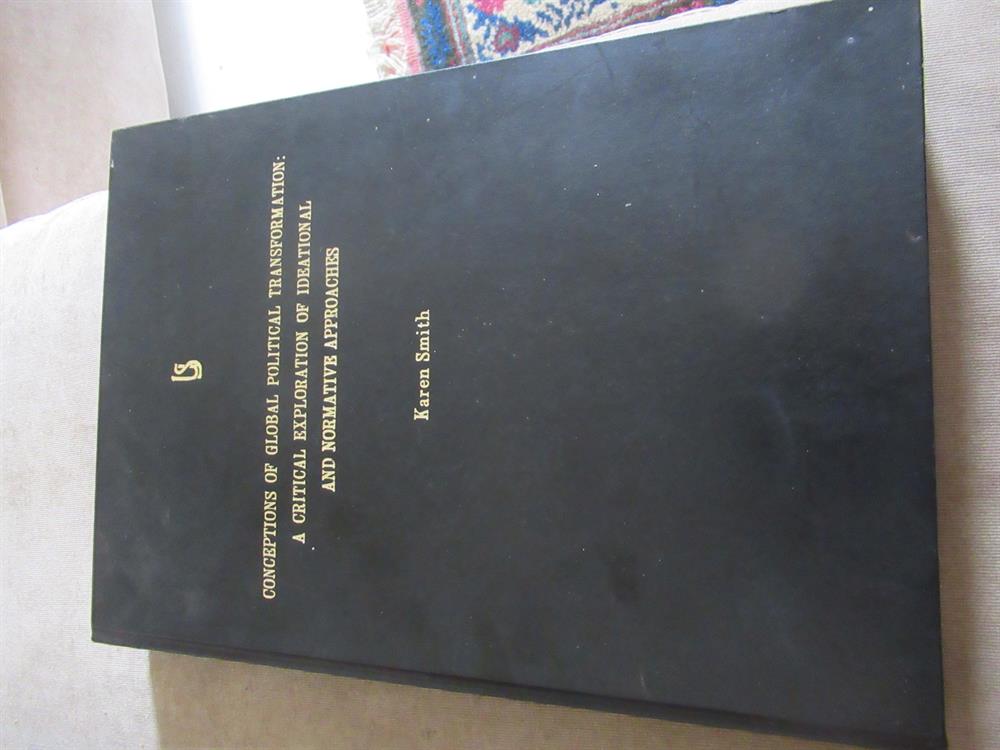 CONCEPTIONS OF GLOBAL POLITICAL TRANSFORMATION:
A CRITICAL EXPLORATION OF IDEATIONAL
AND NORMATIVE APPROACHES
Karen Smith